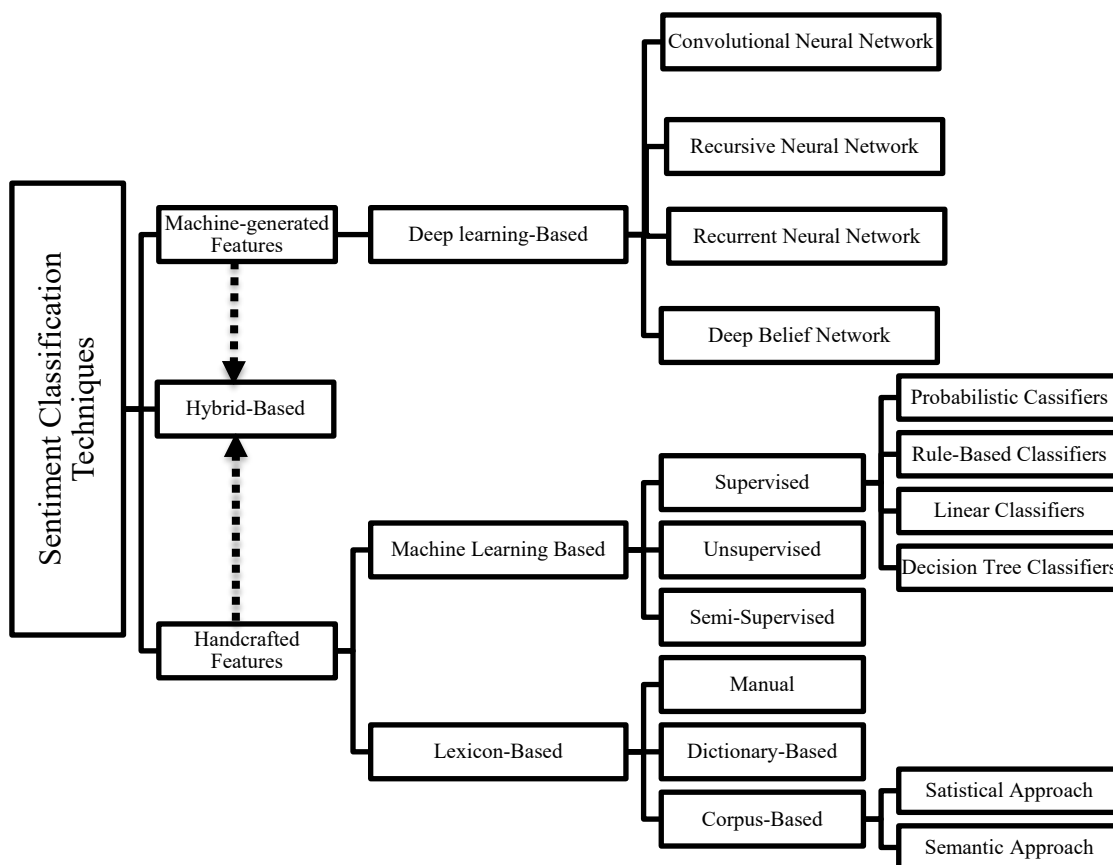 Sentiment Classification
Techniques
Machine-generated
Features
Hybrid-Based
Handcrafted
Features
Deep learning-Based
Machine Learning Based
Lexicon-Based
Convolutional Neural Network
Recursive Neural Network
Recurrent Neural Network
Deep Belief Network
Supervised
Unsupervised
Semi-Supervised
Manual
Dictionary-Based
Corpus-Based
Probabilistic Cassifiers
Rule-Based Classifiers
Linear Classifiers
Decision Tree Classifiers
Satistical Approach
Semantic Approach